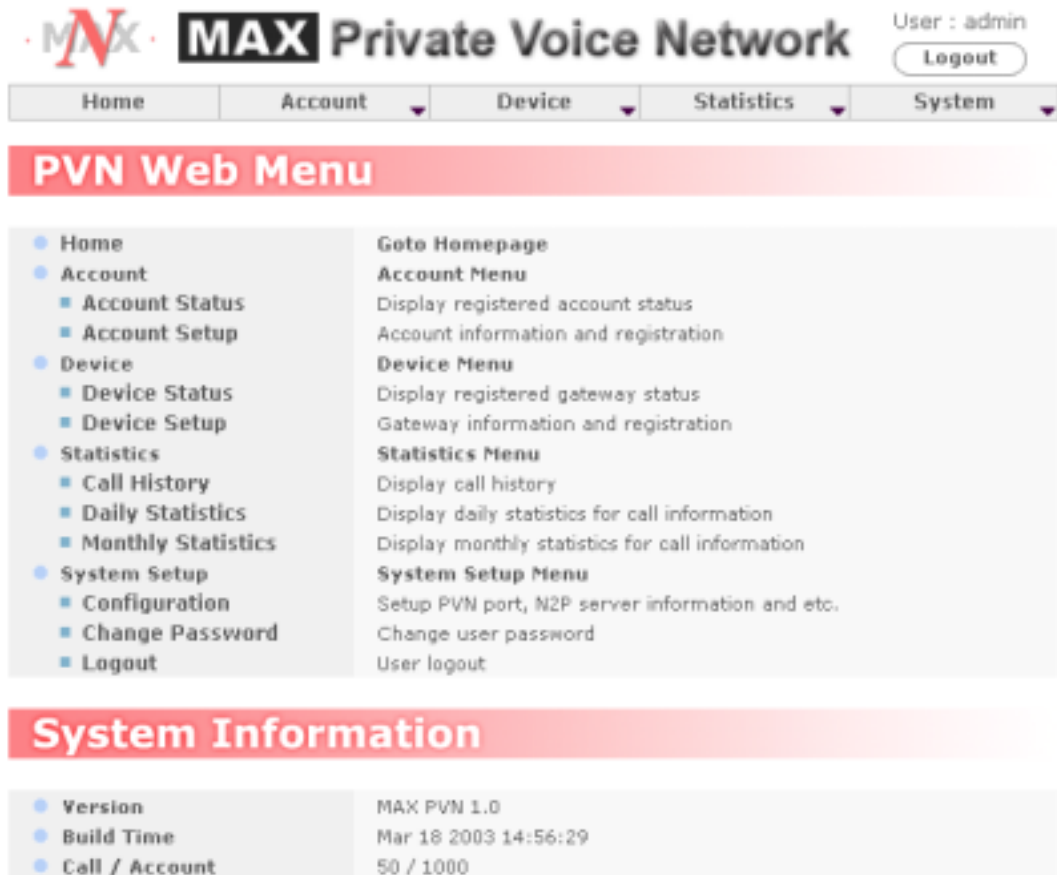 MAX MAX Private Voice Network User : admin
Logout
Home Account Device Statistics System
PVN Web Menu
Home Goto Homepage
Account Account Menu
Account Status Display registered account status
Account Setup Account information and registration
Device Device Menu
Device Status Display registered gateway status
Device Setup Gateway information and registration
Statistics Statistics Menu
Call History Display call history
Daily Statistics Display daily statistics for call information
Monthly Statistics Display monthly statistics for call information
System Setup System Setup Menu
Configuration Setup PVN port, N2P server information and etc.
Change Password Change user password
Logout User logout
System Information
Version MAX PVN 1.0
Build Time Mar 18 2003 14:56:29
Call / Account 50 / 1000